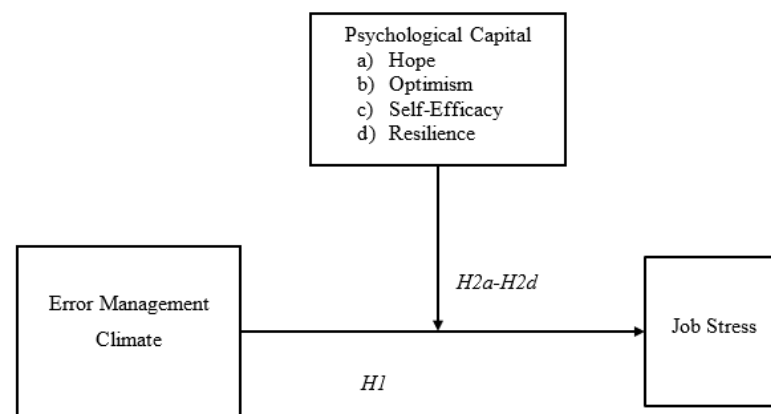 Psychological Capital
a) Hope
b) Optimism
c) Self-Efficacy
d) Resilience
H2a-H2d
Error Management
Climate
Job Stress
H1